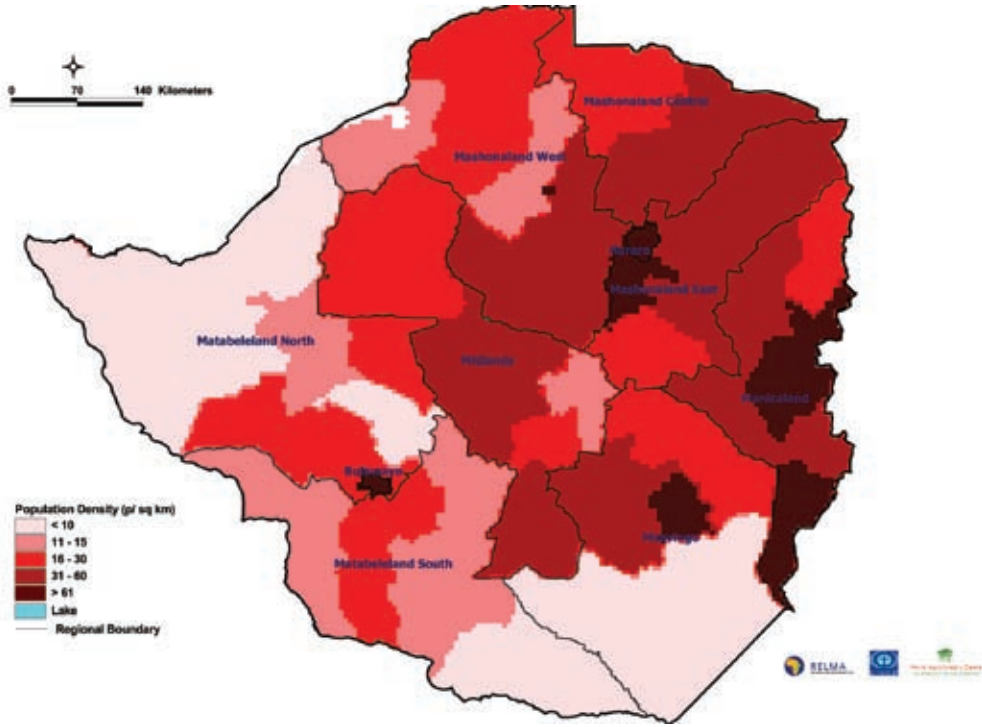 0 70 140 Kilometers
Mashonaland Central
Mashonaland West
Harare
Mashonaland East
Matabeleland North
Midlands
Manicaland
Bulawayo
Masvingo
Matabeleland South
Population Density (p/ sq km)
< 10
11 - 15
16 - 30
31 - 60
> 61
Lake
Regional Boundary
RELMA